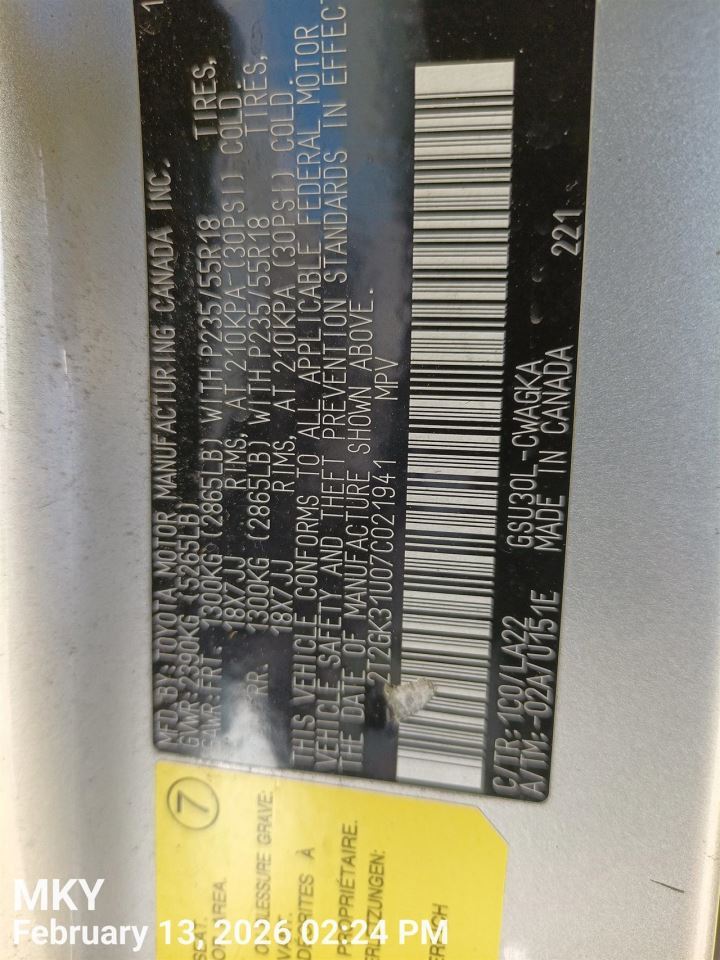 MFD BY: TOYOTA MOTOR MANUFACTURING CANADA INC.
GVWR: 2390KG (5265LB)
GAWR: FRT. 1300KG (2865LB) WITH P235/55R18 TIRES,
18X7JJ RIMS, AT 210KPA (30PSI) COLD.
RR. 1300KG (2865LB) WITH P235/55R18 TIRES,
18X7JJ RIMS, AT 210KPA (30PSI) COLD.
THIS VEHICLE CONFORMS TO ALL APPLICABLE FEDERAL MOTOR
VEHICLE SAFETY AND THEFT PREVENTION STANDARDS IN EFFECT
THE DATE OF MANUFACTURE SHOWN ABOVE.
2T2GK31U07C021941 MPV
C/TR: 1C0/LA22 GSU30L-CWAGKA 221
A/TM: -02A/U151E MADE IN CANADA
7
AREA.
GRAVE:
À
PROPRIÉTAIRE.
MKY
February 13, 2026 02:24 PM